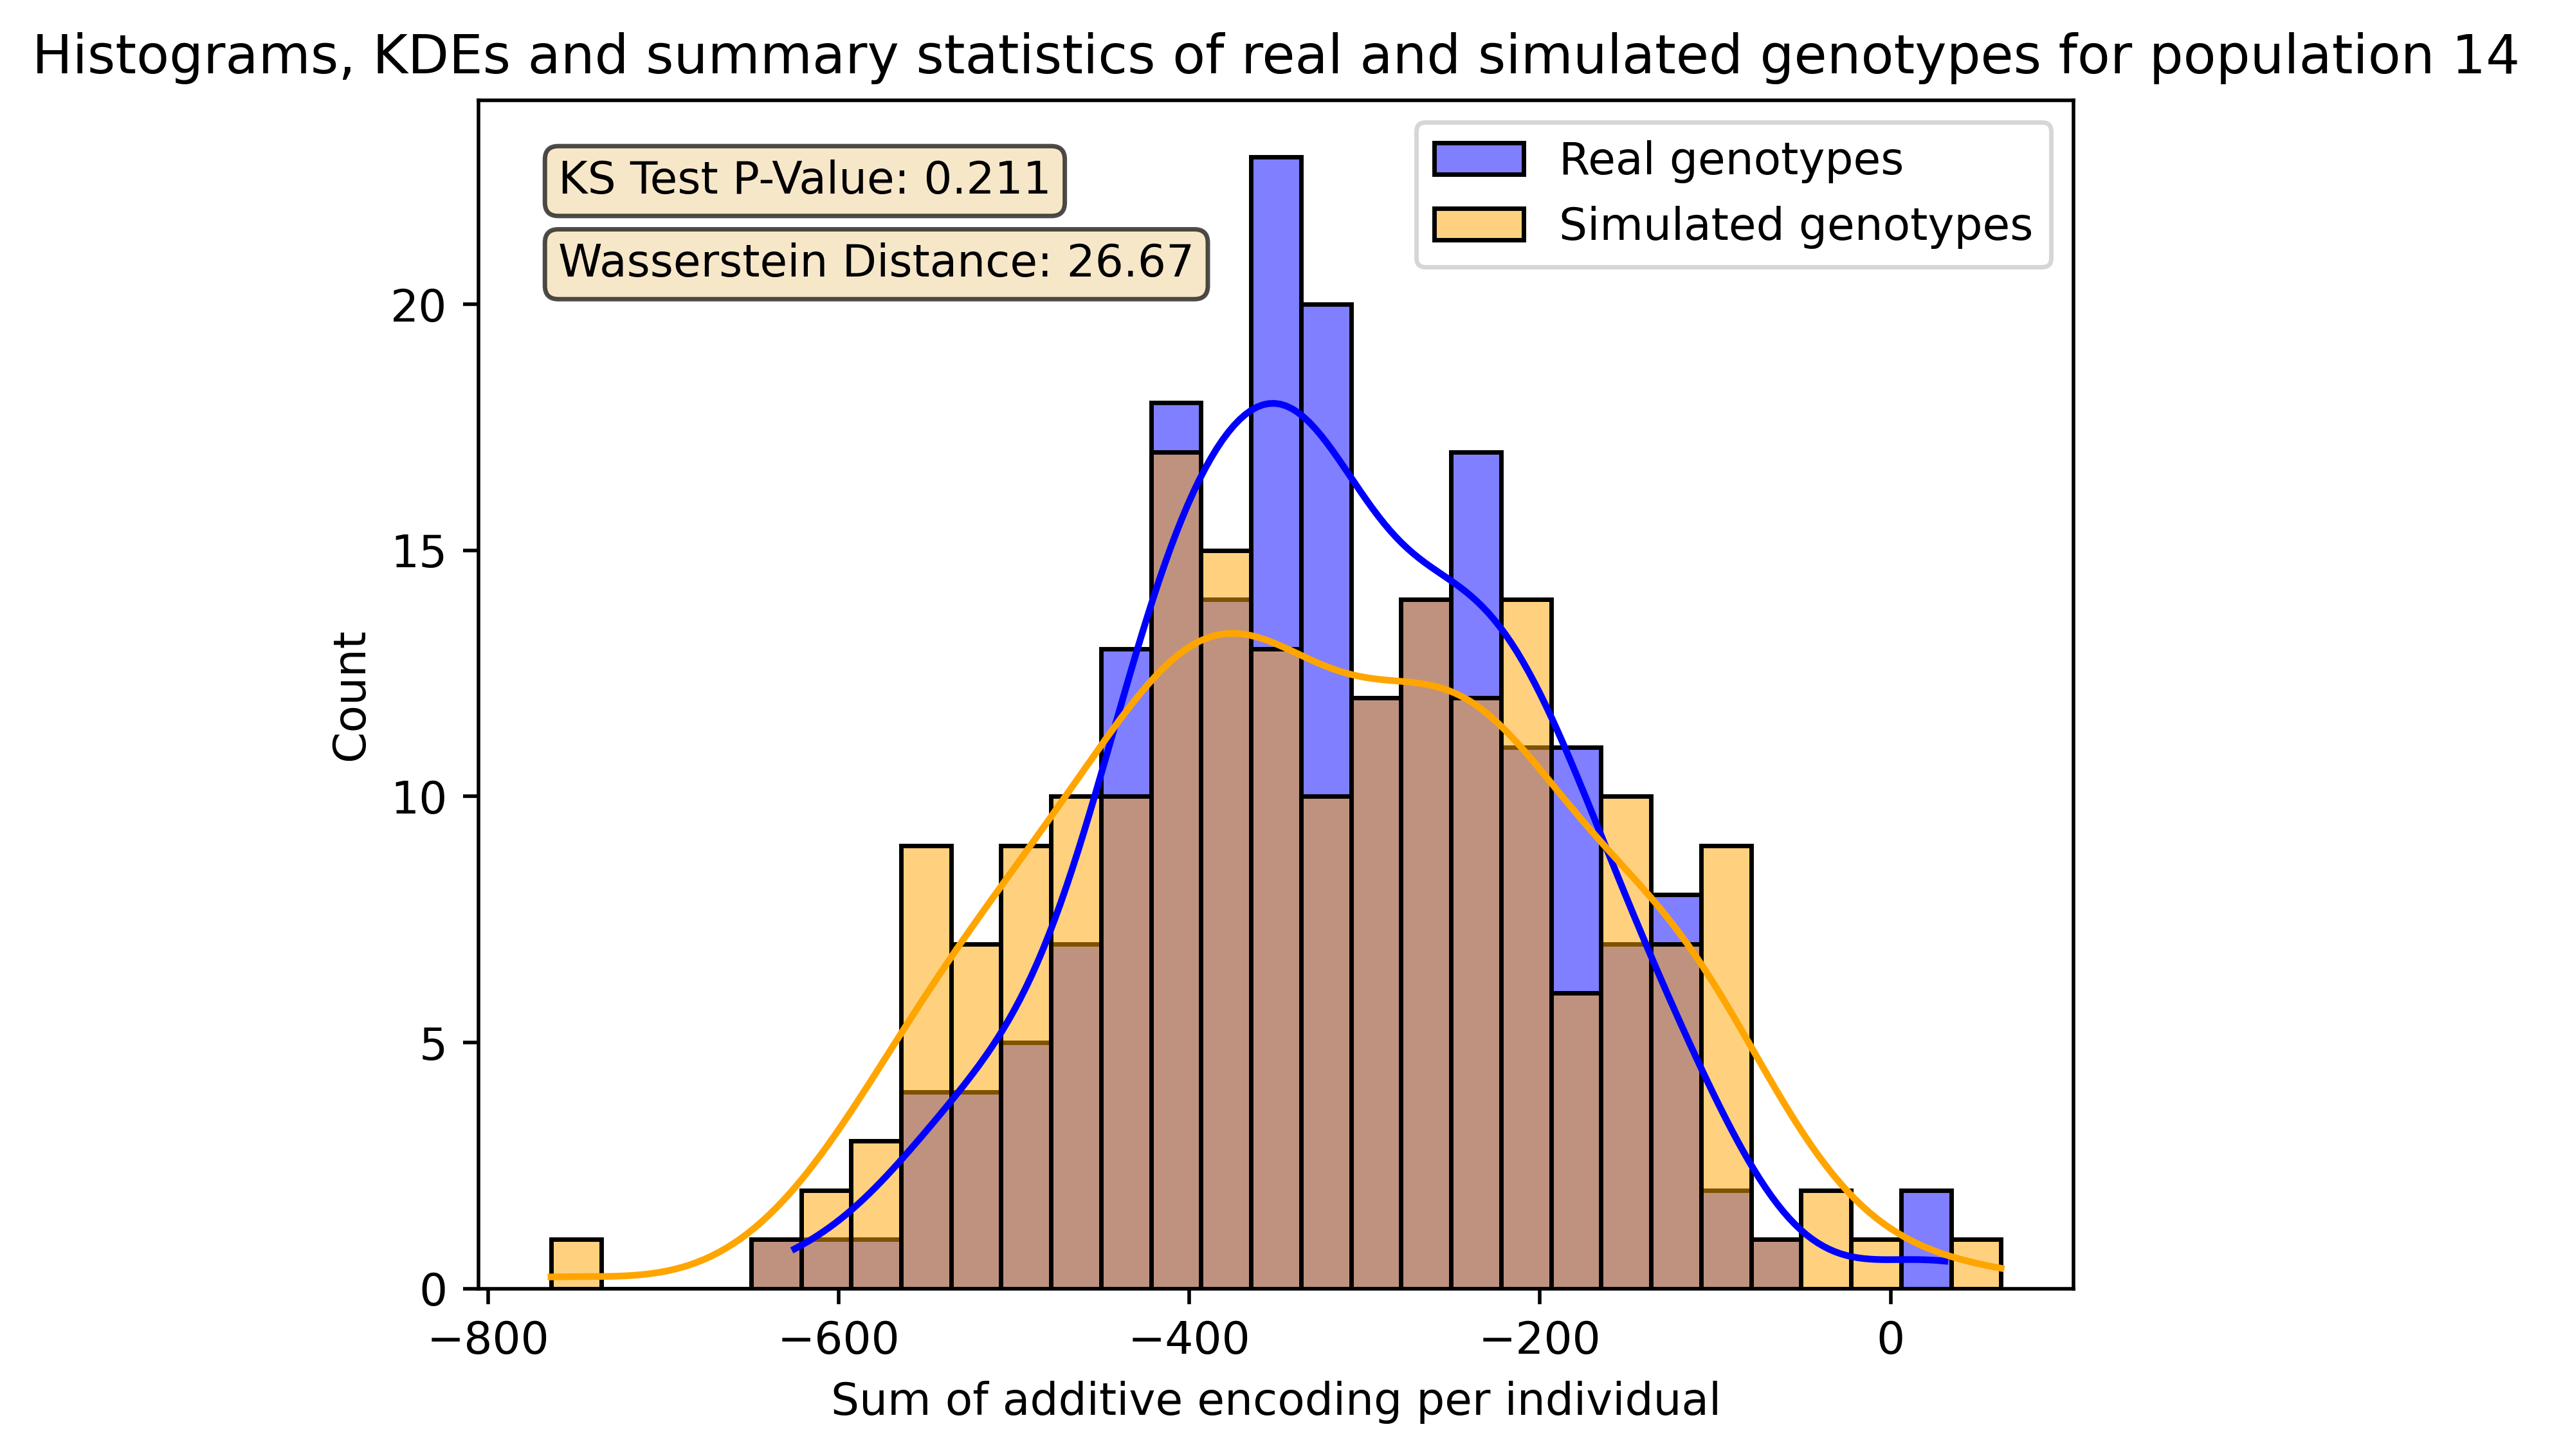 Histograms, KDEs and summary statistics of real and simulated genotypes for population 14
KS Test P-Value: 0.211
Wasserstein Distance: 26.67
Real genotypes
Simulated genotypes
20
15
10
5
0
Count
−800 −600 −400 −200 0
Sum of additive encoding per individual